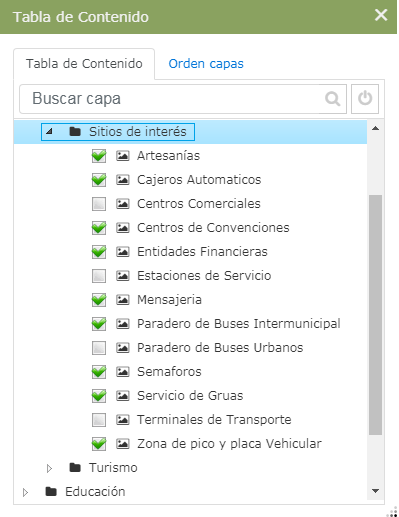 Tabla de Contenido
Tabla de Contenido
Orden capas
Buscar capa
Sitios de interés
Artesanías
Cajeros Automaticos
Centros Comerciales
Centros de Convenciones
Entidades Financieras
Estaciones de Servicio
Mensajeria
Paradero de Buses Intermunicipal
Paradero de Buses Urbanos
Semaforos
Servicio de Gruas
Terminales de Transporte
Zona de pico y placa Vehicular
Turismo
Educación